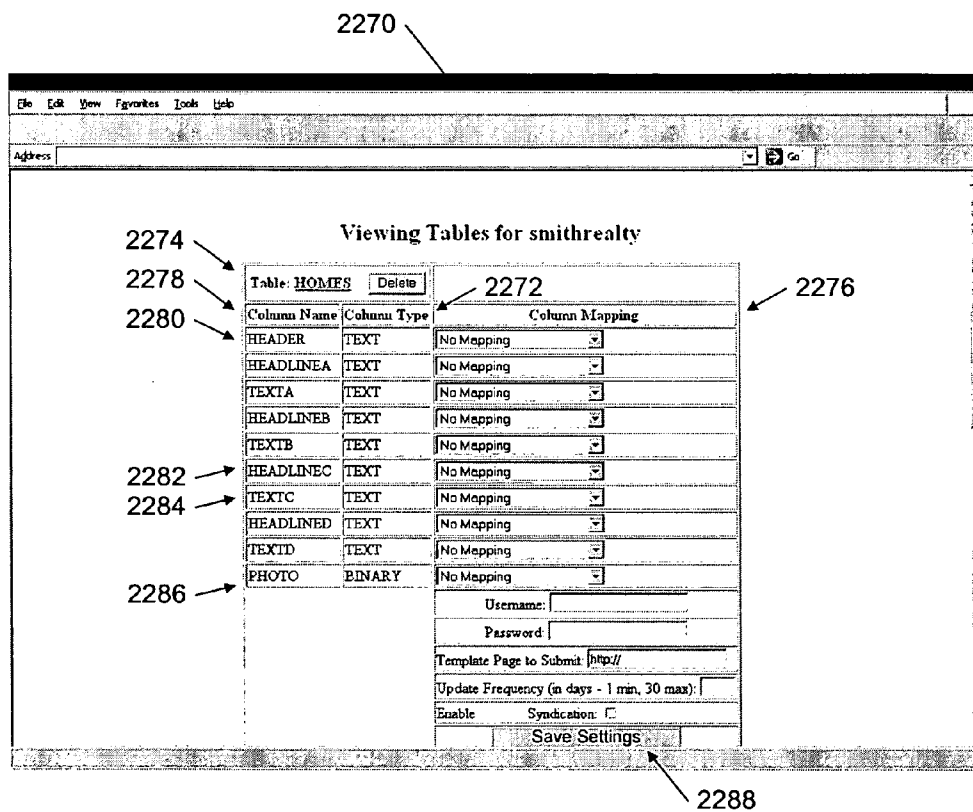 2270
File Edit View Favorites Tools Help
Address Go
Viewing Tables for smithrealty
2274
Table: HOMES Delete
2278
2272
2276
Column Name Column Type Column Mapping
2280
HEADER TEXT No Mapping
HEADLINEA TEXT No Mapping
TEXTA TEXT No Mapping
HEADLINEB TEXT No Mapping
TEXTB TEXT No Mapping
2282
HEADLINEC TEXT No Mapping
2284
TEXTC TEXT No Mapping
HEADLINED TEXT No Mapping
TEXTD TEXT No Mapping
2286
PHOTO BINARY No Mapping
Username:
Password:
Template Page to Submit: http://
Update Frequency (in days - 1 min, 30 max):
Enable Syndication:
Save Settings
2288